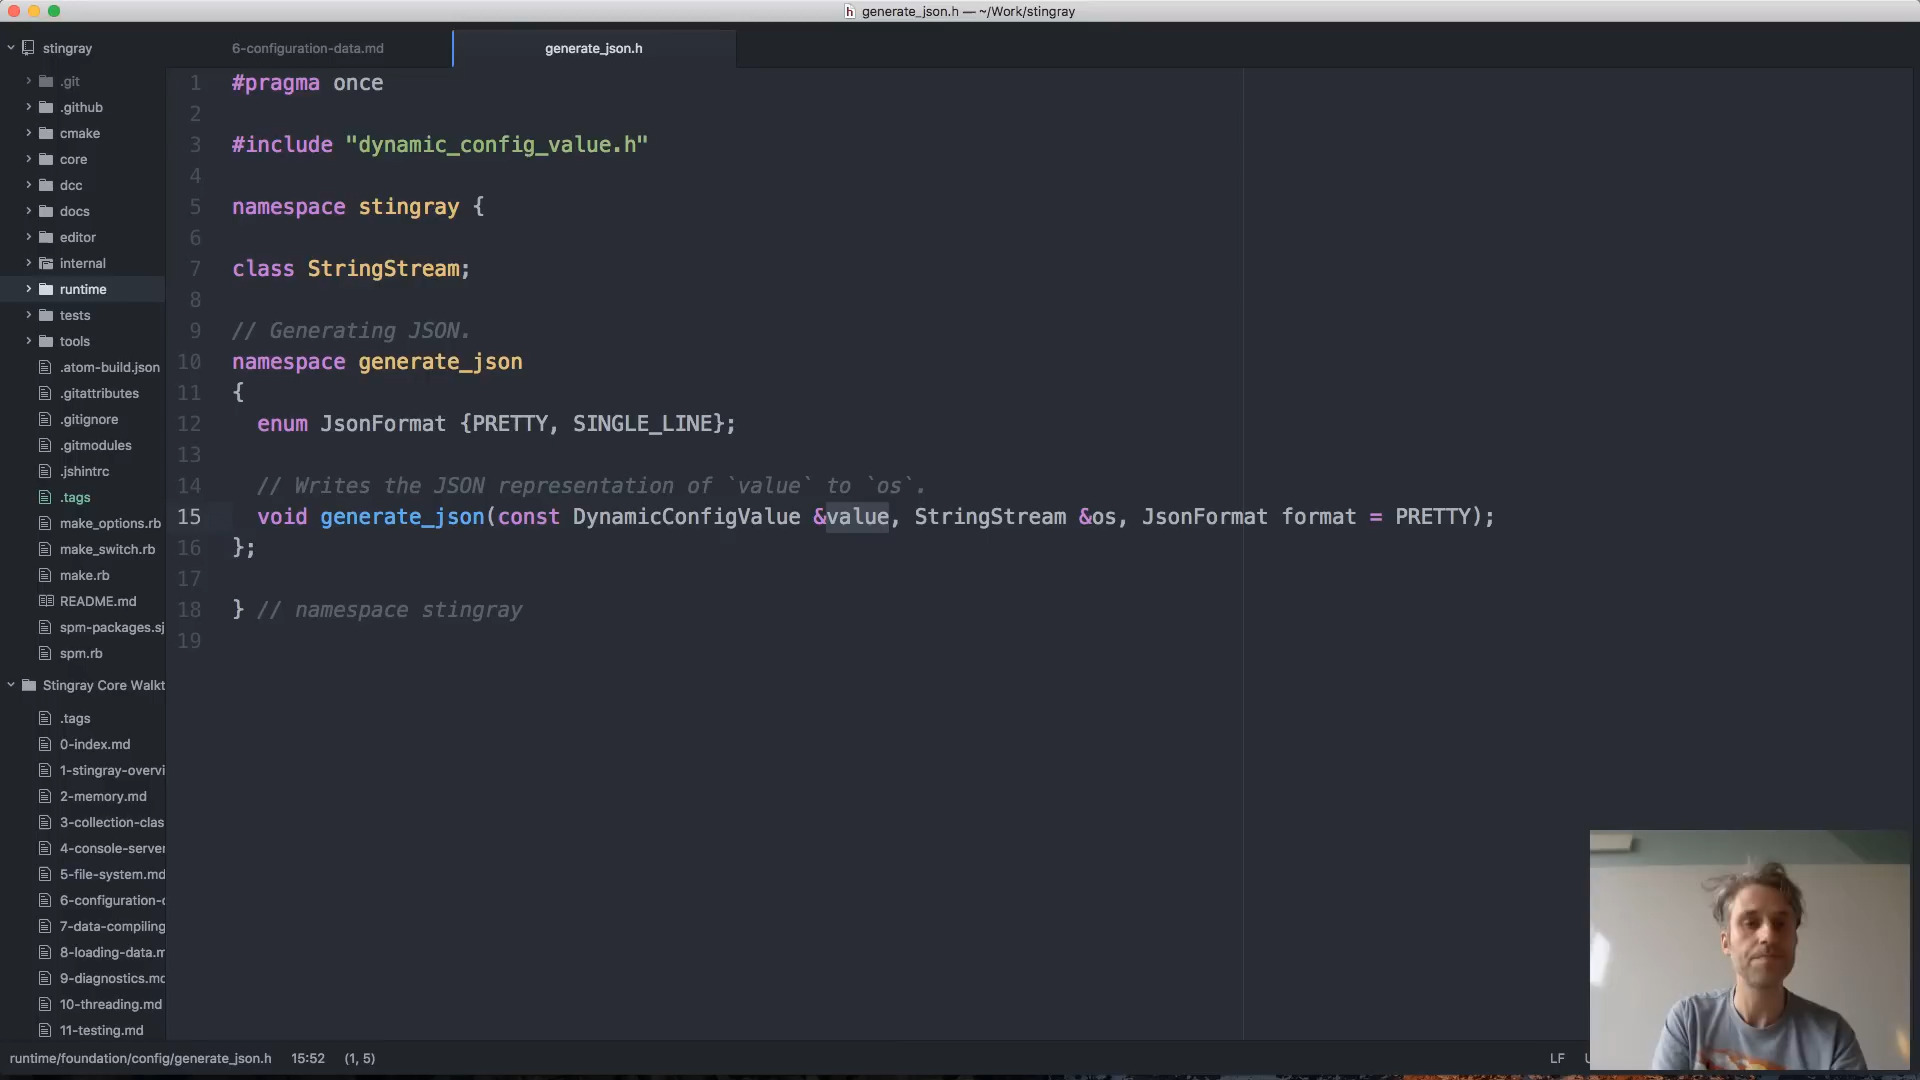 generate_json.h — ~/Work/stingray
stingray
6-configuration-data.md
generate_json.h
.git
.github
cmake
core
dcc
docs
editor
internal
runtime
tests
tools
.atom-build.json
.gitattributes
.gitignore
.gitmodules
.jshintrc
.tags
make_options.rb
make_switch.rb
make.rb
README.md
spm-packages.sj
spm.rb
Stingray Core Walkt
.tags
0-index.md
1-stingray-overvi
2-memory.md
3-collection-clas
4-console-server
5-file-system.md
6-configuration-c
7-data-compiling
8-loading-data.m
9-diagnostics.mc
10-threading.md
11-testing.md
1 #pragma once
2
3 #include "dynamic_config_value.h"
4
5 namespace stingray {
6
7 class StringStream;
8
9 // Generating JSON.
10 namespace generate_json
11 {
12 enum JsonFormat {PRETTY, SINGLE_LINE};
13
14 // Writes the JSON representation of `value` to `os`.
15 void generate_json(const DynamicConfigValue &value, StringStream &os, JsonFormat format = PRETTY);
16 };
17
18 } // namespace stingray
19
runtime/foundation/config/generate_json.h 15:52 (1, 5)
LF